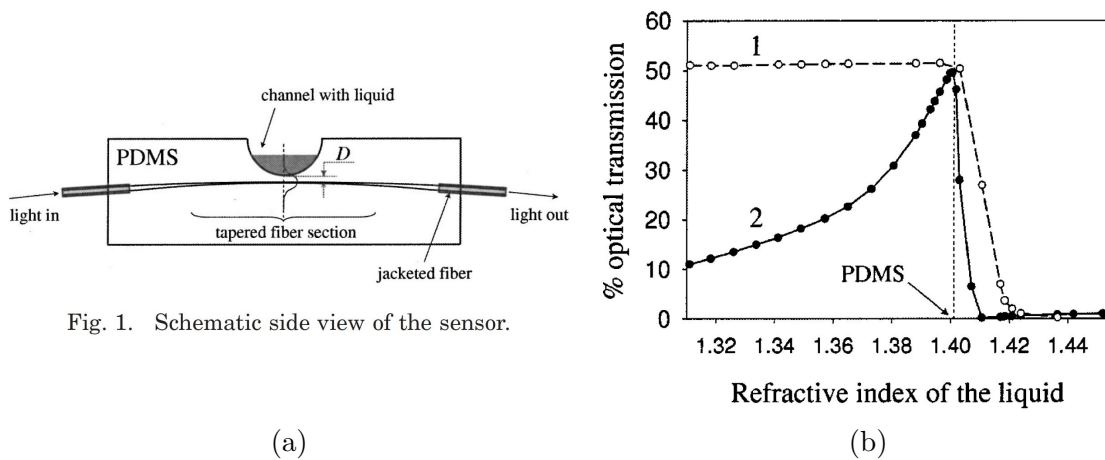 channel with liquid
PDMS
D
light in
light out
tapered fiber section
jacketed fiber
Fig. 1. Schematic side view of the sensor.
(a)
% optical transmission
60
50
40
30
20
10
0
1
2
PDMS
1.32 1.34 1.36 1.38 1.40 1.42 1.44
Refractive index of the liquid
(b)